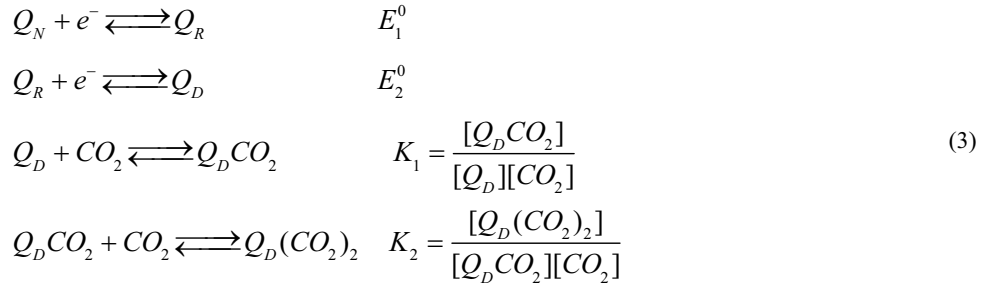 Q_N + e^- ⇌ Q_R E_1^0
Q_R + e^- ⇌ Q_D E_2^0
Q_D + CO_2 ⇌ Q_DCO_2 K_1 = [Q_DCO_2] / [Q_D][CO_2] (3)
Q_DCO_2 + CO_2 ⇌ Q_D(CO_2)_2 K_2 = [Q_D(CO_2)_2] / [Q_DCO_2][CO_2]